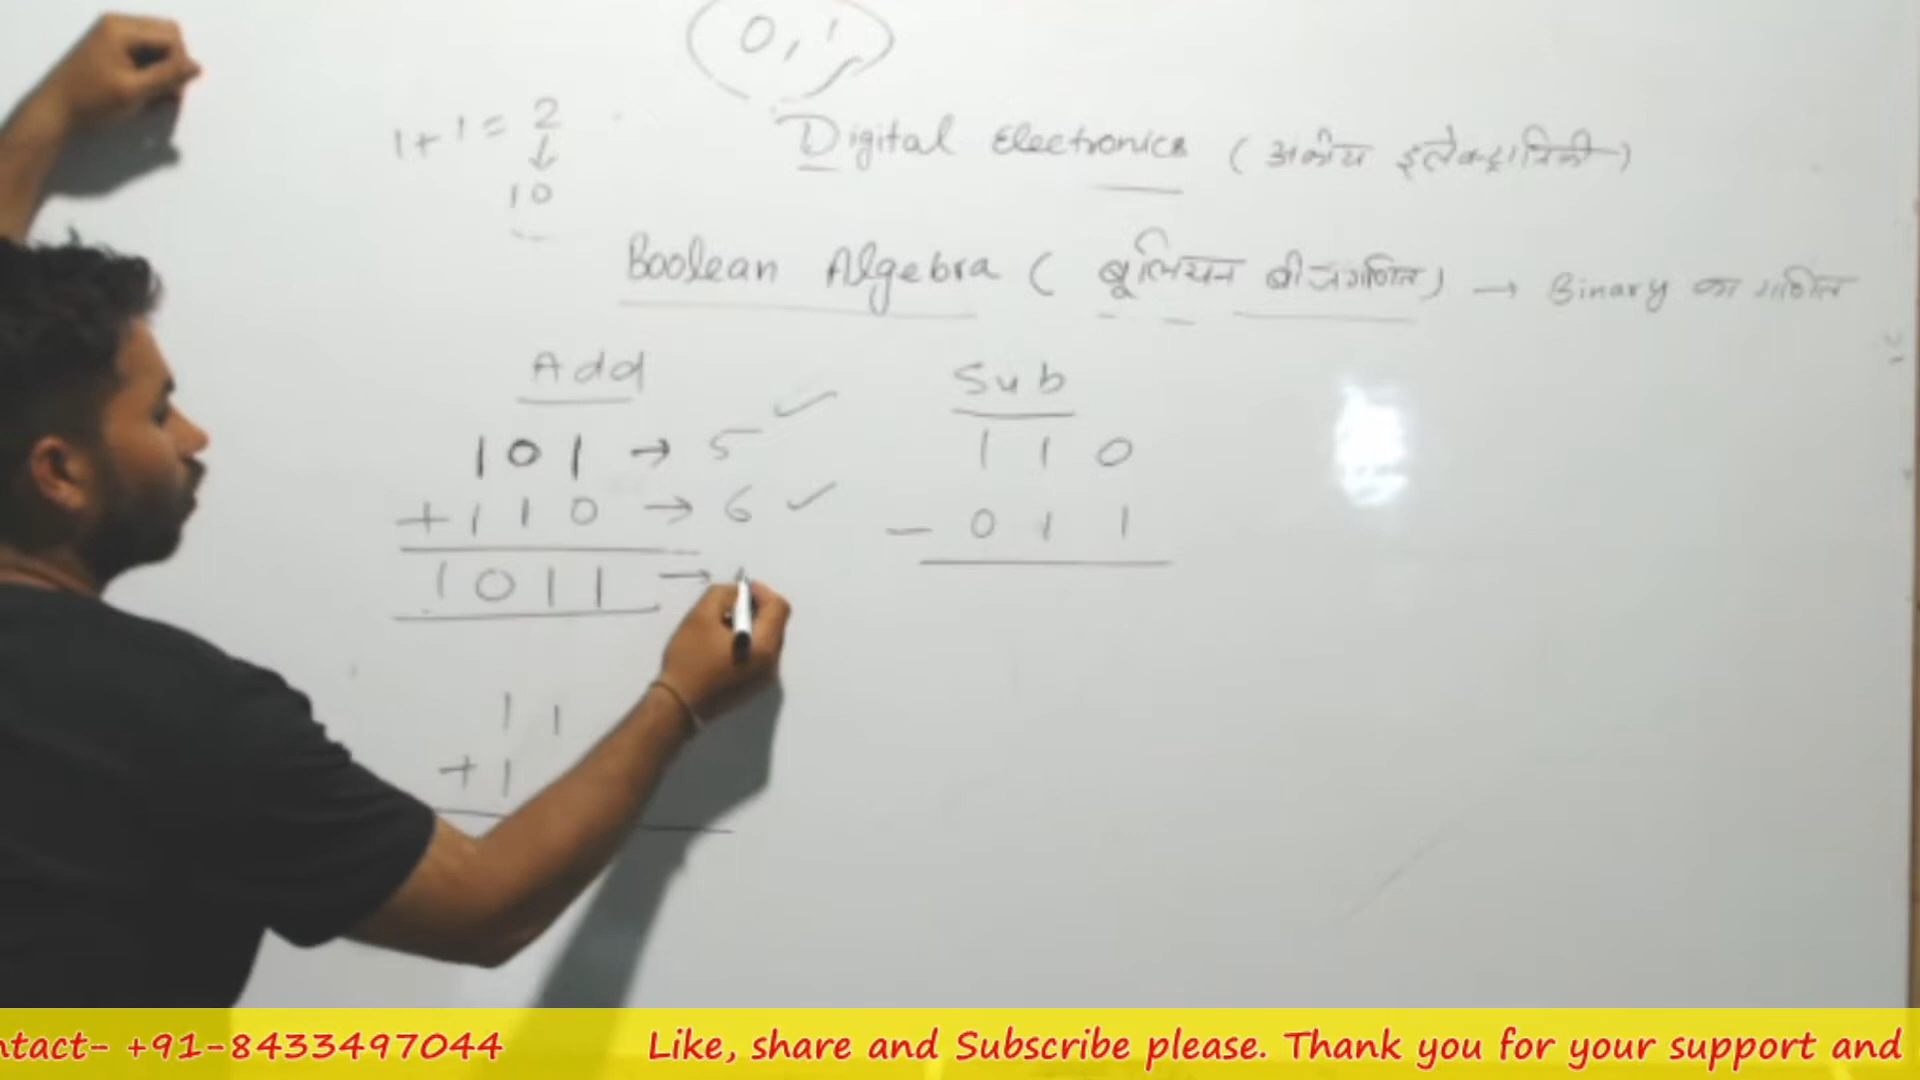 0, 1
1+1= 2
↓
10
Digital Electronics (अंकीय इलेक्ट्रानिकी)
Boolean Algebra ( बूलियन बीजगणित) → Binary का गणित
Add
101 → 5 ✓
+110 → 6 ✓
1011 →
11
+1
Sub
110
- 011
ntact- +91-8433497044 Like, share and Subscribe please. Thank you for your support and